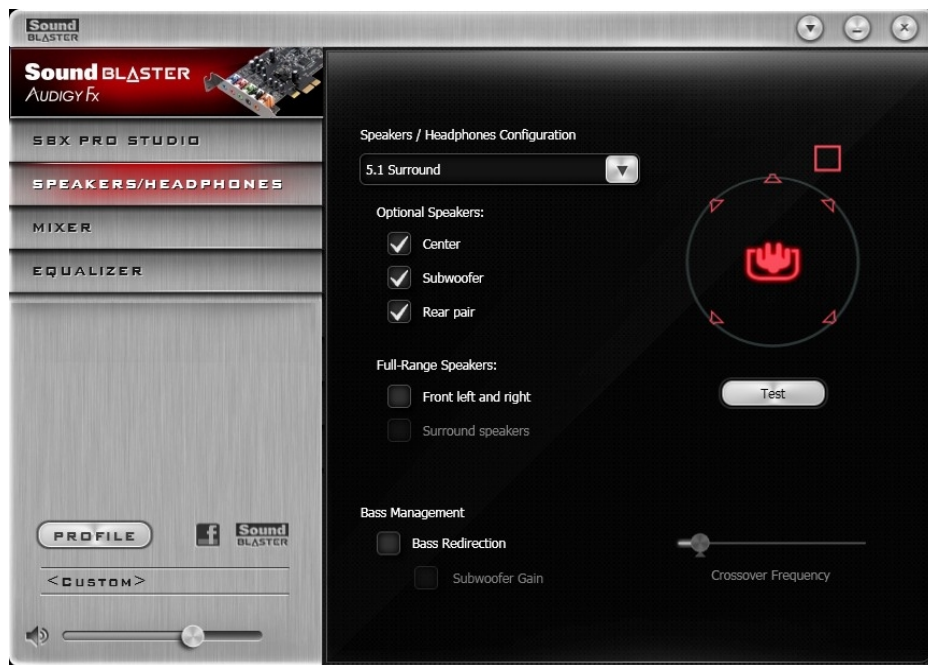 Sound
BLASTER
Sound BLASTER
AUDIGY FX
SBX PRO STUDIO
SPEAKERS/HEADPHONES
MIXER
EQUALIZER
PROFILE
f
Sound
BLASTER
<CUSTOM>
Speakers / Headphones Configuration
5.1 Surround
Optional Speakers:
Center
Subwoofer
Rear pair
Full-Range Speakers:
Front left and right
Surround speakers
Test
Bass Management
Bass Redirection
Subwoofer Gain
Crossover Frequency